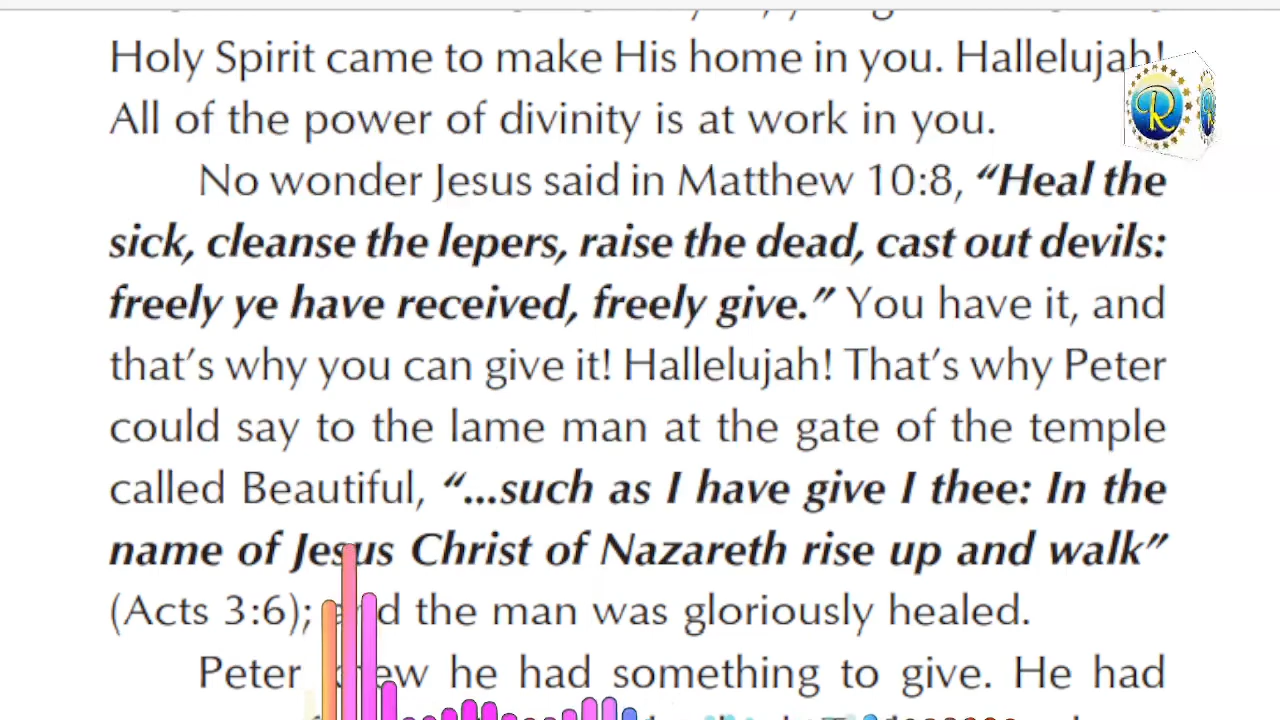 Holy Spirit came to make His home in you. Hallelujah!
All of the power of divinity is at work in you.
No wonder Jesus said in Matthew 10:8, “Heal the
sick, cleanse the lepers, raise the dead, cast out devils:
freely ye have received, freely give.” You have it, and
that’s why you can give it! Hallelujah! That’s why Peter
could say to the lame man at the gate of the temple
called Beautiful, “...such as I have give I thee: In the
name of Jesus Christ of Nazareth rise up and walk”
(Acts 3:6); and the man was gloriously healed.
Peter knew he had something to give. He had
R